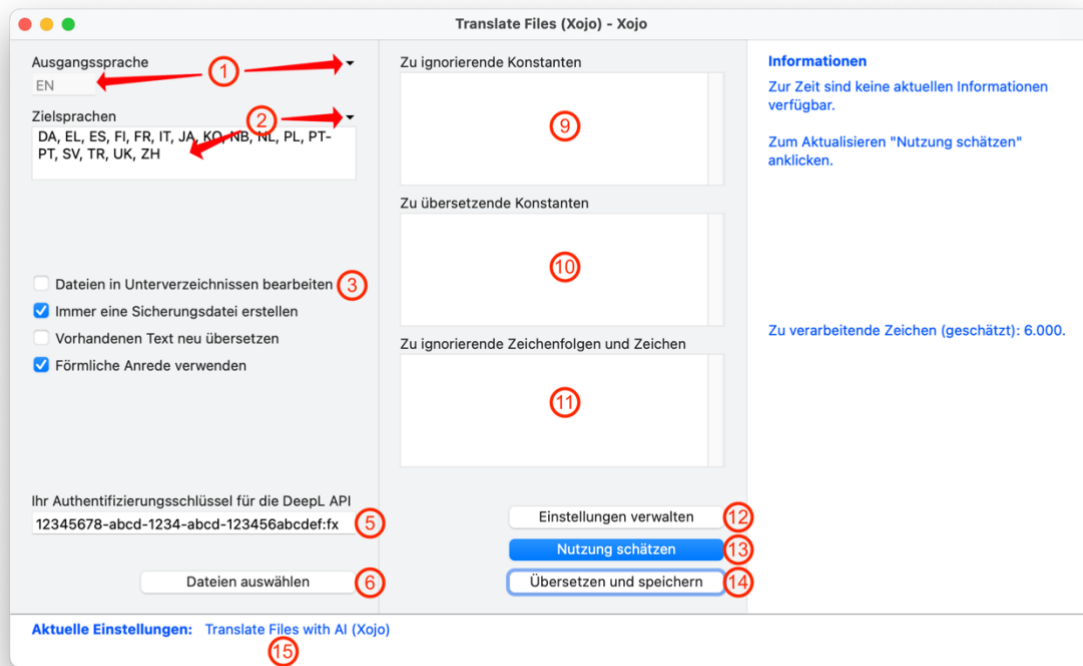 Translate Files (Xojo) - Xojo
Ausgangssprache
1
EN
Zielsprachen
2
DA, EL, ES, FI, FR, IT, JA, KO, NB, NL, PL, PT-
PT, SV, TR, UK, ZH
Dateien in Unterverzeichnissen bearbeiten 3
Immer eine Sicherungsdatei erstellen
Vorhandenen Text neu übersetzen
Förmliche Anrede verwenden
Ihr Authentifizierungsschlüssel für die DeepL API
12345678-abcd-1234-abcd-123456abcdef:fx 5
Dateien auswählen 6
Zu ignorierende Konstanten
9
Zu übersetzende Konstanten
10
Zu ignorierende Zeichenfolgen und Zeichen
11
Einstellungen verwalten 12
Nutzung schätzen 13
Übersetzen und speichern 14
Informationen
Zur Zeit sind keine aktuellen Informationen
verfügbar.
Zum Aktualisieren "Nutzung schätzen"
anklicken.
Zu verarbeitende Zeichen (geschätzt): 6.000.
Aktuelle Einstellungen: Translate Files with AI (Xojo)
15